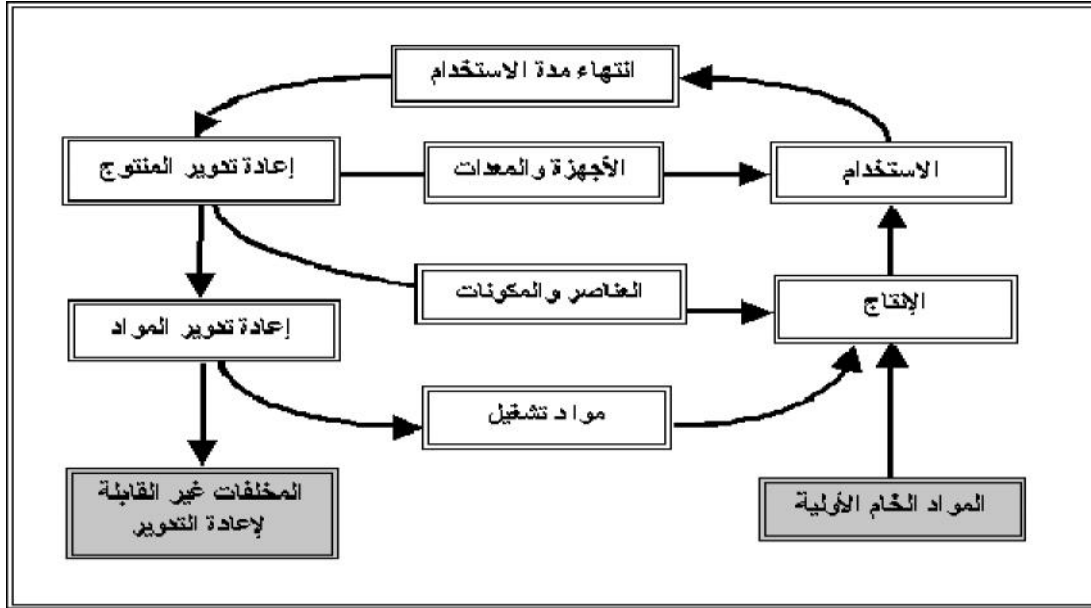 انتهاء مدة الاستخدام
الاستخدام
الأجهزة والمعدات
إعادة تدوير المنتوج
العناصر والمكونات
الإنتاج
إعادة تدوير المواد
مواد تشغيل
المواد الخام الأولية
المخلفات غير القابلة
لإعادة التدوير